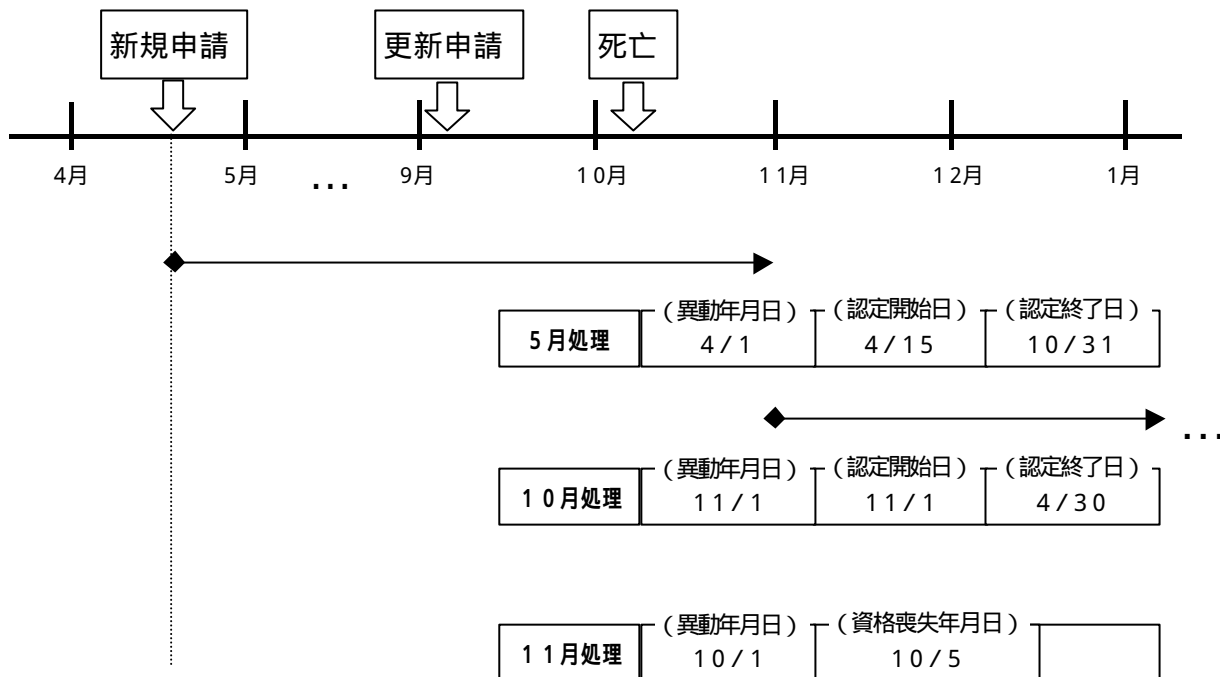 新規申請 更新申請 死亡
4月 5月 ... 9月 10月 11月 12月 1月
(異動年月日) (認定開始日) (認定終了日)
5月処理 4/1 4/15 10/31
...
(異動年月日) (認定開始日) (認定終了日)
10月処理 11/1 11/1 4/30
(異動年月日) (資格喪失年月日)
11月処理 10/1 10/5